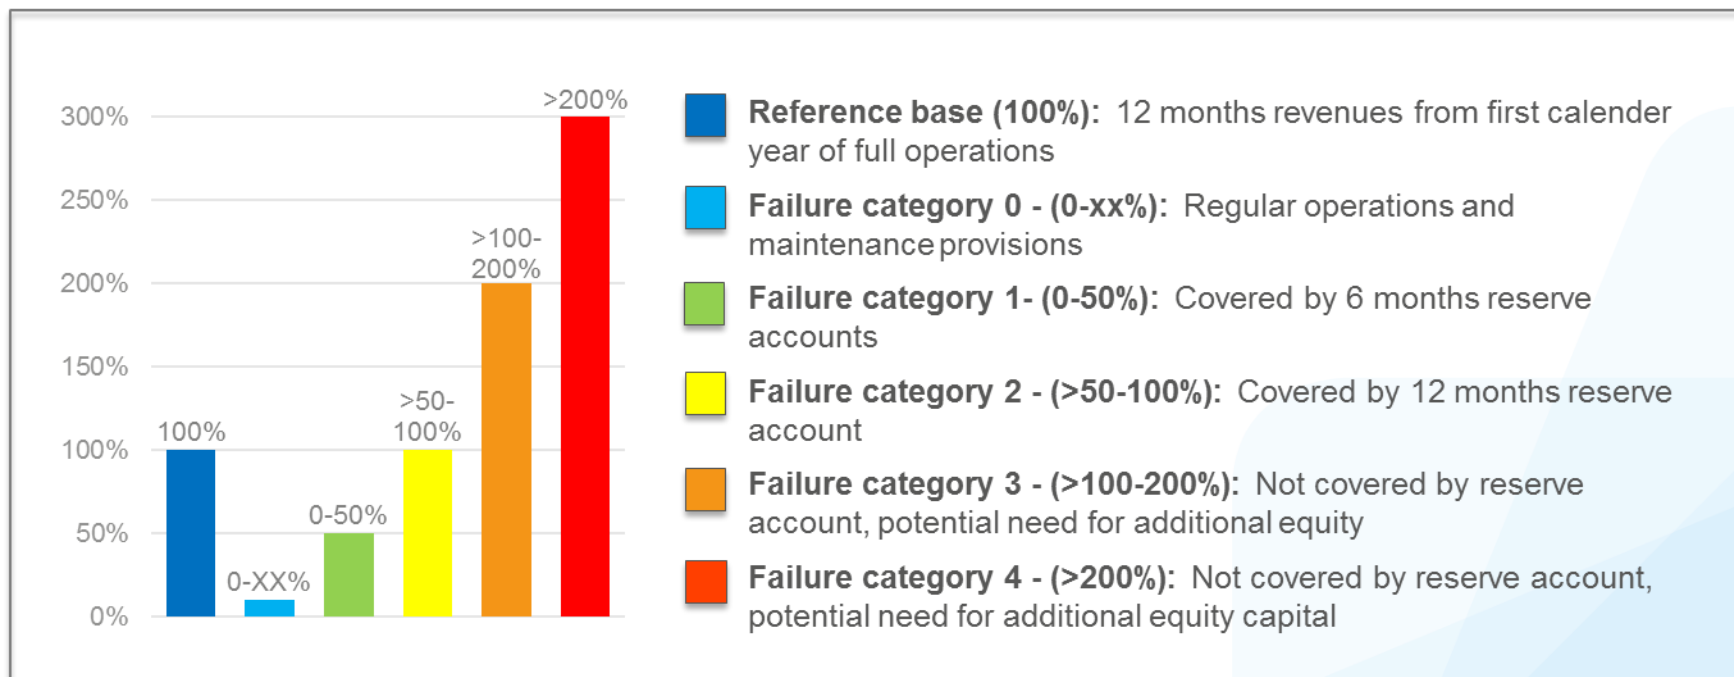 300%
250%
200%
150%
100%
50%
0%
100%
0-XX%
0-50%
>50-
100%
>100-
200%
>200%
Reference base (100%): 12 months revenues from first calender
year of full operations
Failure category 0 - (0-xx%): Regular operations and
maintenance provisions
Failure category 1- (0-50%): Covered by 6 months reserve
accounts
Failure category 2 - (>50-100%): Covered by 12 months reserve
account
Failure category 3 - (>100-200%): Not covered by reserve
account, potential need for additional equity
Failure category 4 - (>200%): Not covered by reserve account,
potential need for additional equity capital